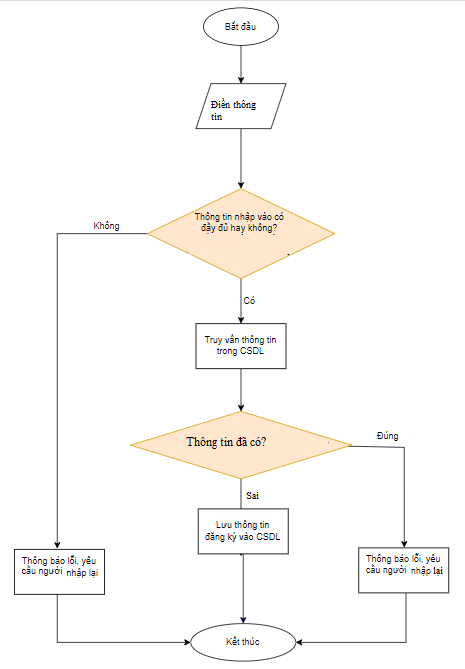 Bắt đầu
Điền thông
tin
Thông tin nhập vào có
đầy đủ hay không?
Không
Có
Truy vấn thông tin
trong CSDL
Thông tin đã có?
Đúng
Sai
Lưu thông tin
đăng ký vào CSDL
Thông báo lỗi, yêu
cầu người nhập lại
Thông báo lỗi, yêu
cầu người nhập lại
Kết thúc